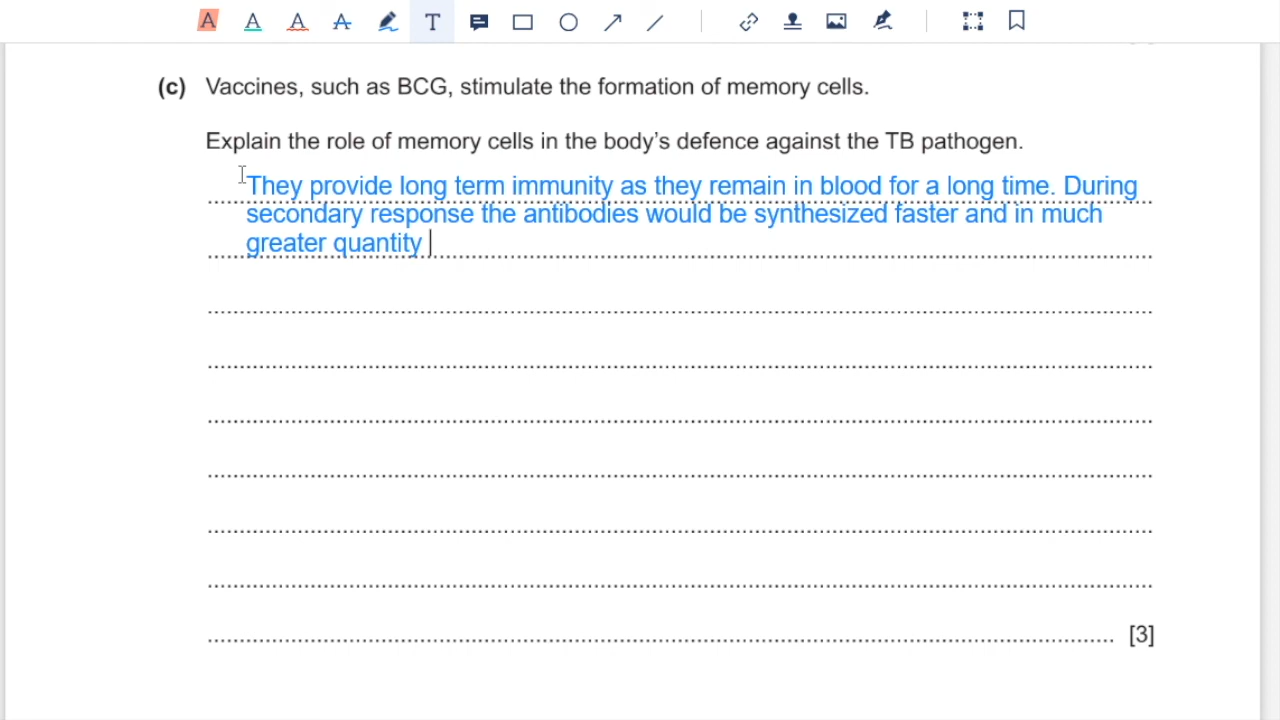 (c) Vaccines, such as BCG, stimulate the formation of memory cells.
Explain the role of memory cells in the body's defence against the TB pathogen.
They provide long term immunity as they remain in blood for a long time. During
secondary response the antibodies would be synthesized faster and in much
greater quantity
[3]